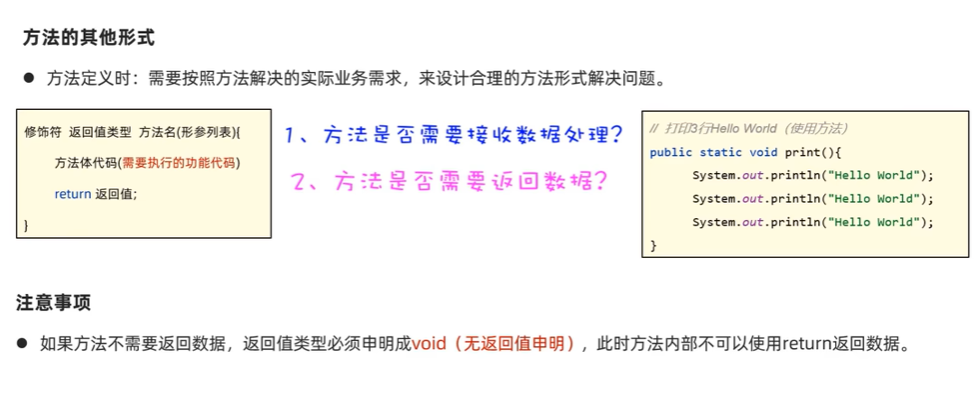 方法的其他形式
● 方法定义时：需要按照方法解决的实际业务需求，来设计合理的方法形式解决问题。
修饰符 返回值类型 方法名(形参列表){
方法体代码(需要执行的功能代码)
return 返回值;
}
1、方法是否需要接收数据处理？
2、方法是否需要返回数据？
// 打印3行Hello World（使用方法）
public static void print(){
System.out.println("Hello World");
System.out.println("Hello World");
System.out.println("Hello World");
}
注意事项
● 如果方法不需要返回数据，返回值类型必须申明成void（无返回值申明），此时方法内部不可以使用return返回数据。